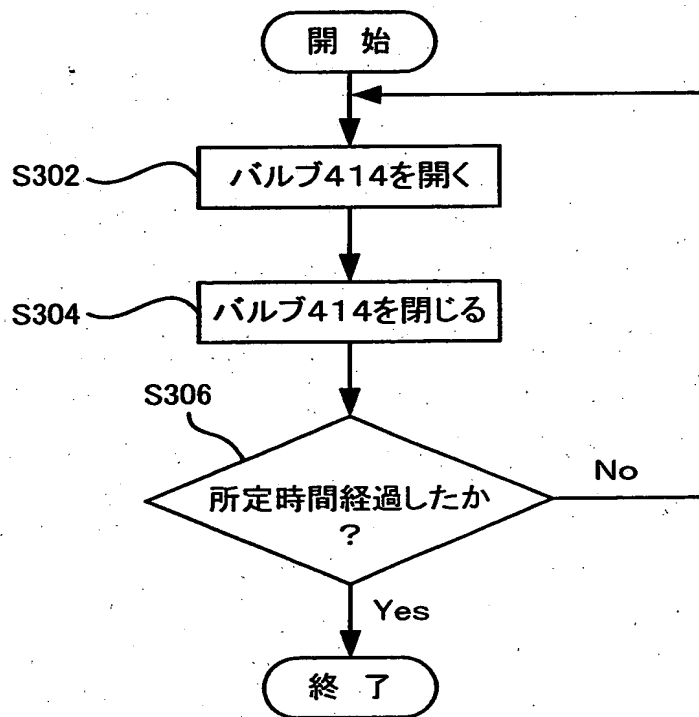 開 始
S302
バルブ414を開く
S304
バルブ414を閉じる
S306
所定時間経過したか
?
No
Yes
終 了